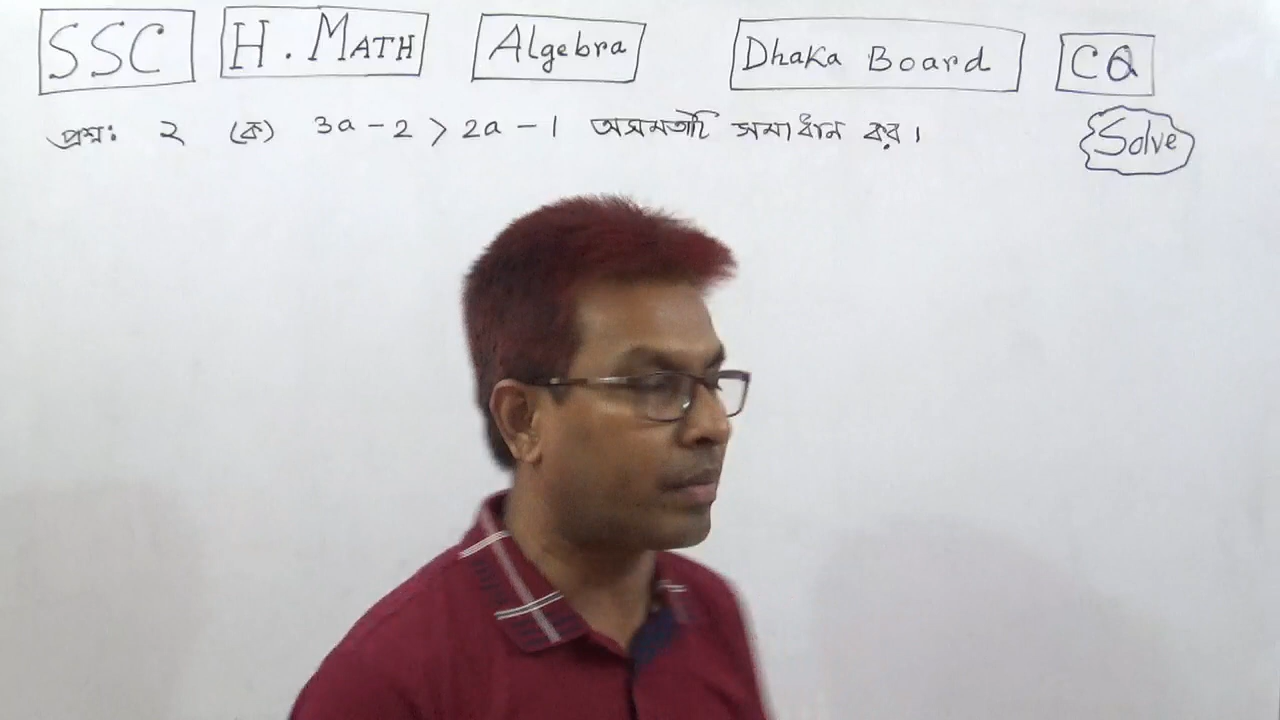 SSC H. MATH Algebra Dhaka Board CQ
প্রশ্ন: ২ (ক) 3a - 2 > 2a - 1 অসমতাটি সমাধান কর।
Solve